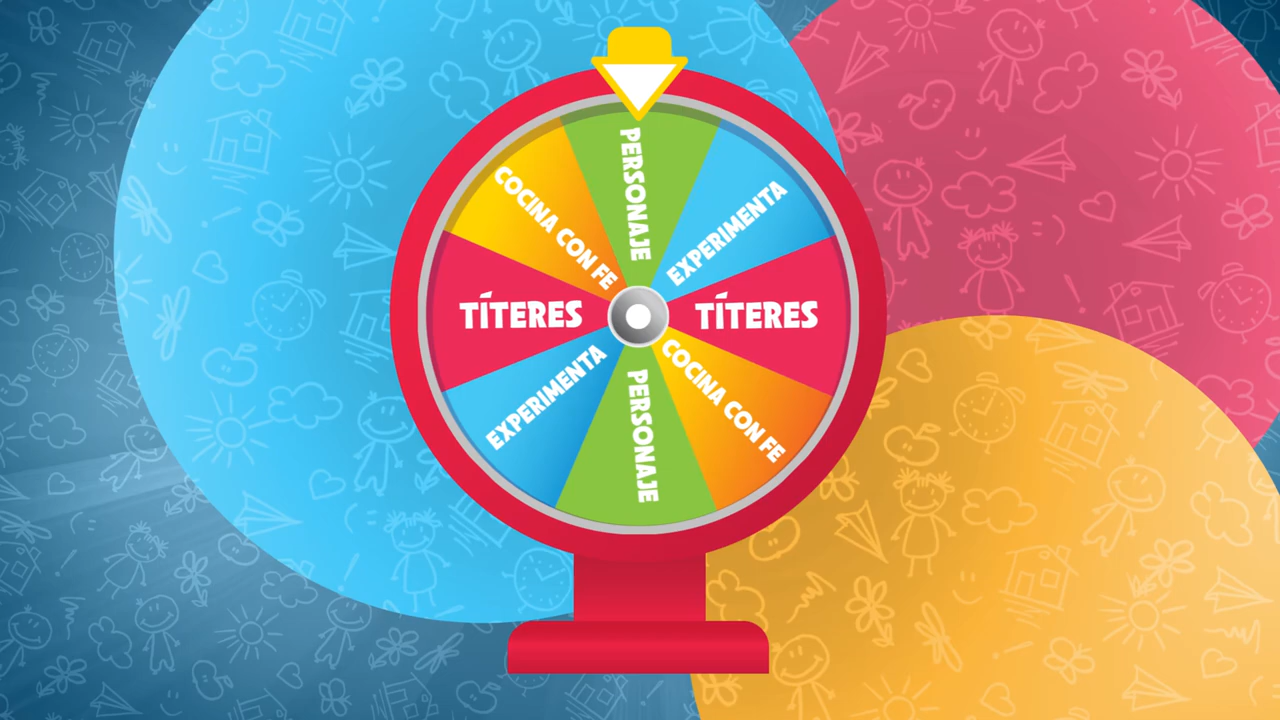 PERSONAJE
COCINA CON FE
EXPERIMENTA
TÍTERES
TÍTERES
EXPERIMENTA
COCINA CON FE
PERSONAJE